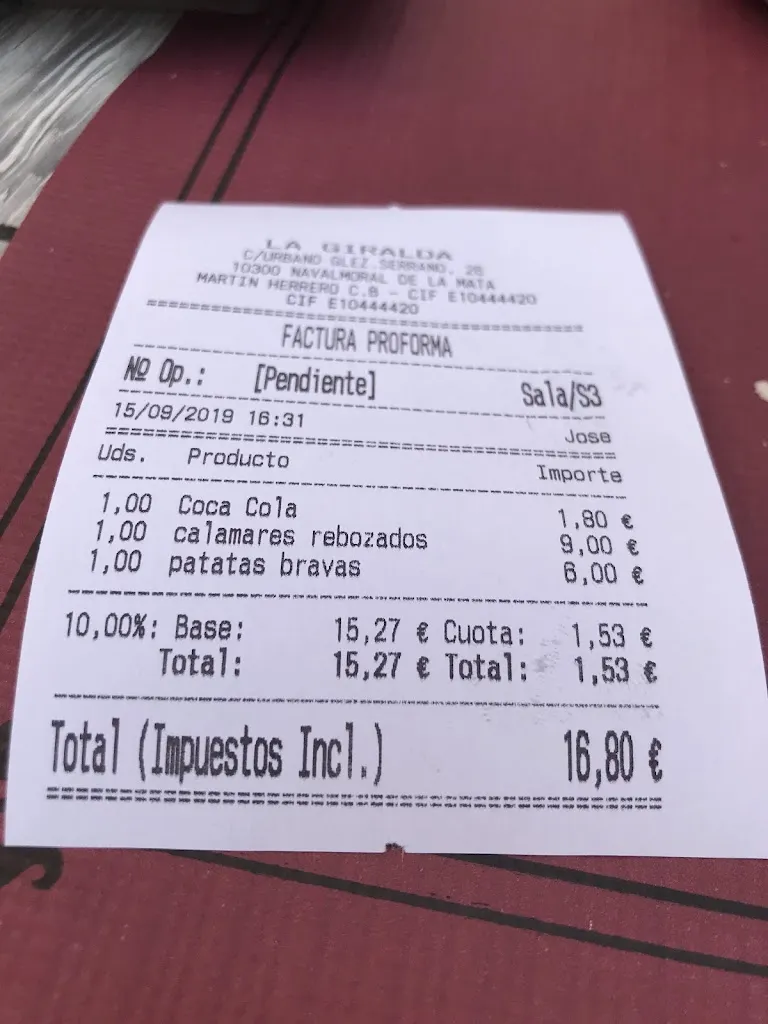 LA GIRALDA
C/URBANO GLEZ.SERRANO, 28
10300 NAVALMORAL DE LA MATA
MARTIN HERRERO C.B - CIF E10444420
CIF E10444420
FACTURA PROFORMA
Nº Op.: [Pendiente] Sala/S3
15/09/2019 16:31 Jose
Uds. Producto Importe
1,00 Coca Cola 1,80 €
1,00 calamares rebozados 9,00 €
1,00 patatas bravas 6,00 €
10,00%: Base: 15,27 € Cuota: 1,53 €
Total: 15,27 € Total: 1,53 €
Total (Impuestos Incl.) 16,80 €